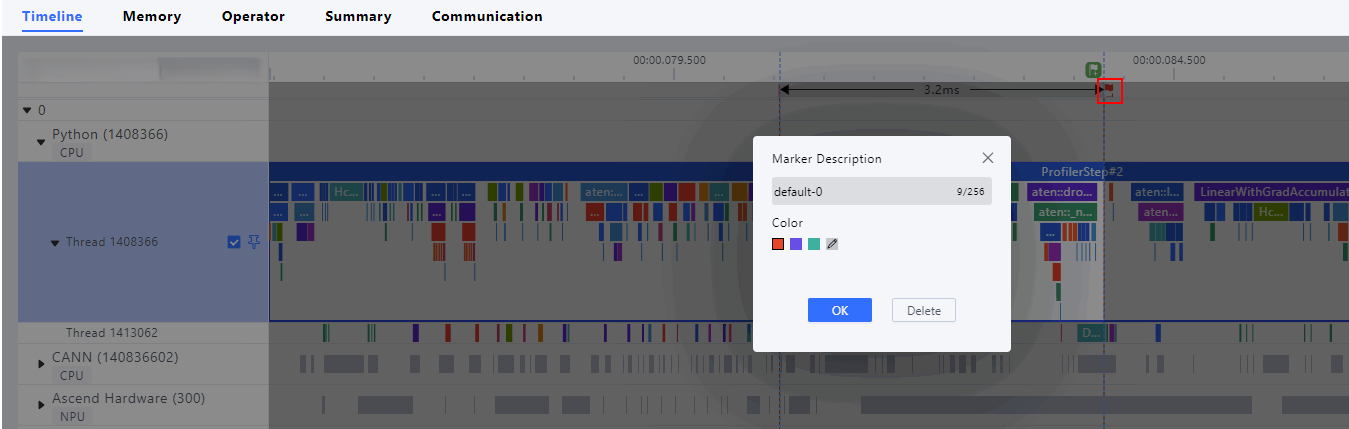 Timeline Memory Operator Summary Communication
00:00.079.500 00:00.084.500
3.2ms
0
Python (1408366)
CPU
Marker Description
default-0 9/256
Color
OK Delete
ProfilerStep#2
... ... Hc... aten:... aten::dro... aten::l... LinearWithGradAccumulat
... ... ... aten::_n... aten... Hc...
...
Thread 1408366
Thread 1413062 D...
CANN (140836602)
CPU
Ascend Hardware (300)
NPU